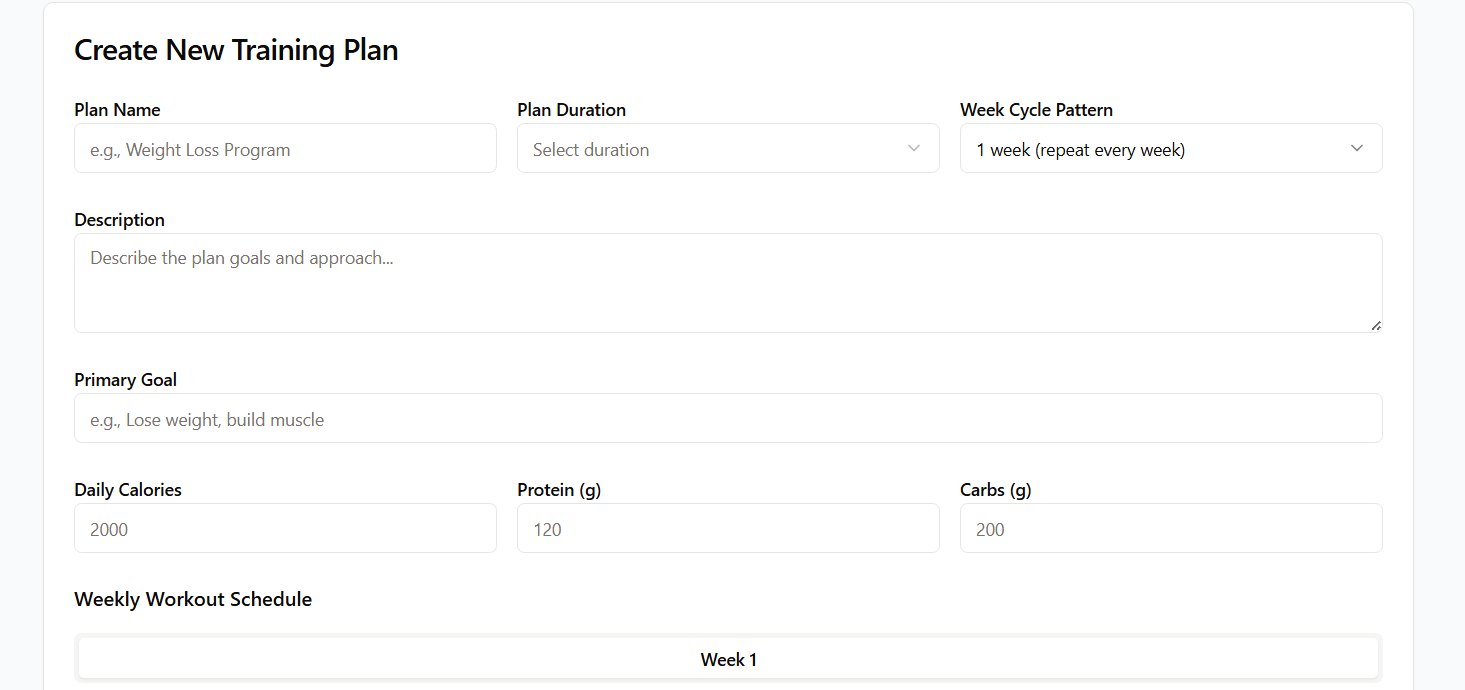 Create New Training Plan
Plan Name
Plan Duration
Week Cycle Pattern
e.g., Weight Loss Program
Select duration
1 week (repeat every week)
Description
Describe the plan goals and approach...
Primary Goal
e.g., Lose weight, build muscle
Daily Calories
Protein (g)
Carbs (g)
2000
120
200
Weekly Workout Schedule
Week 1